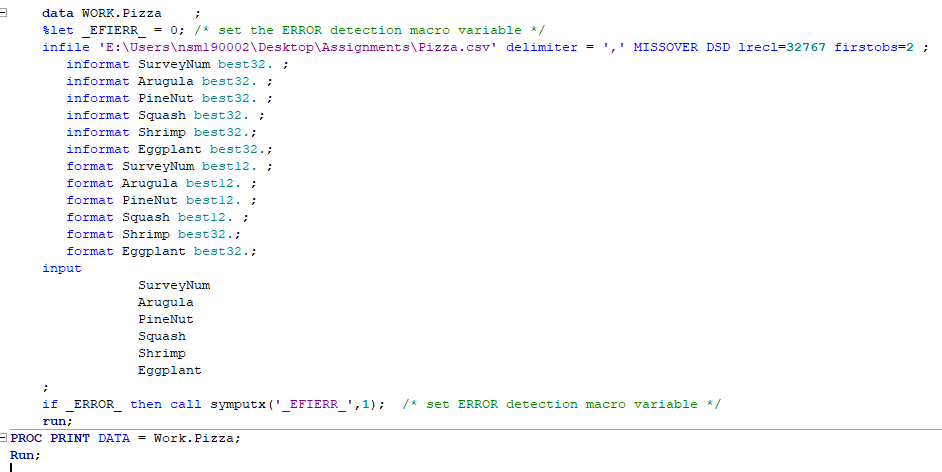 data WORK.Pizza    ;
%let _EFIERR_ = 0; /* set the ERROR detection macro variable */
infile 'E:\Users\nsm190002\Desktop\Assignments\Pizza.csv' delimiter = ',' MISSOVER DSD lrecl=32767 firstobs=2 ;
informat SurveyNum best32. ;
informat Arugula best32. ;
informat PineNut best32. ;
informat Squash best32. ;
informat Shrimp best32.;
informat Eggplant best32.;
format SurveyNum best12. ;
format Arugula best12. ;
format PineNut best12. ;
format Squash best12. ;
format Shrimp best32.;
format Eggplant best32.;
input
SurveyNum
Arugula
PineNut
Squash
Shrimp
Eggplant
;
if _ERROR_ then call symputx('_EFIERR_',1);  /* set ERROR detection macro variable */
run;
PROC PRINT DATA = Work.Pizza;
Run;